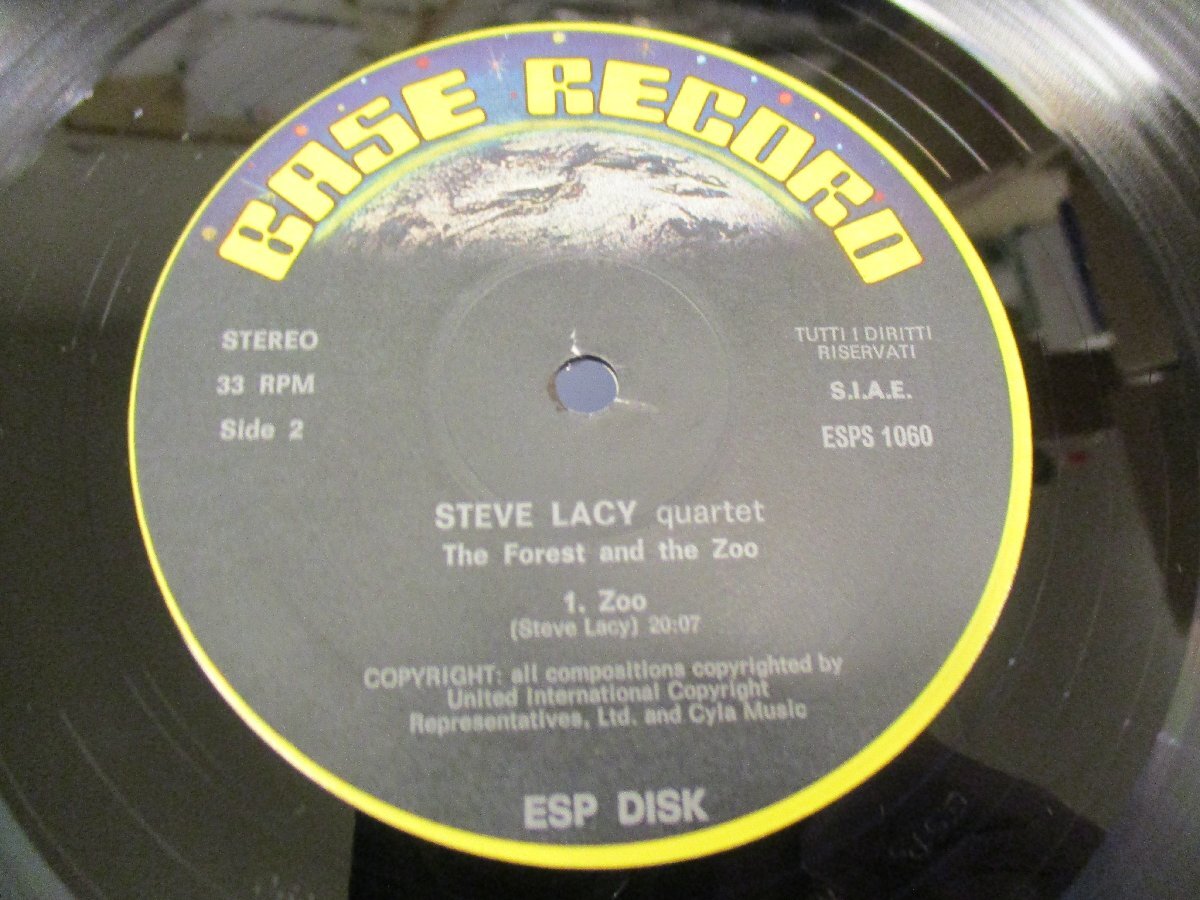 BASE RECORD
STEREO
33 RPM
Side 2
TUTTI I DIRITTI
RISERVATI
S.I.A.E.
ESPS 1060
STEVE LACY quartet
The Forest and the Zoo
1. Zoo
(Steve Lacy) 20:07
COPYRIGHT: all compositions copyrighted by
United International Copyright
Representatives, Ltd. and Cyla Music
ESP DISK